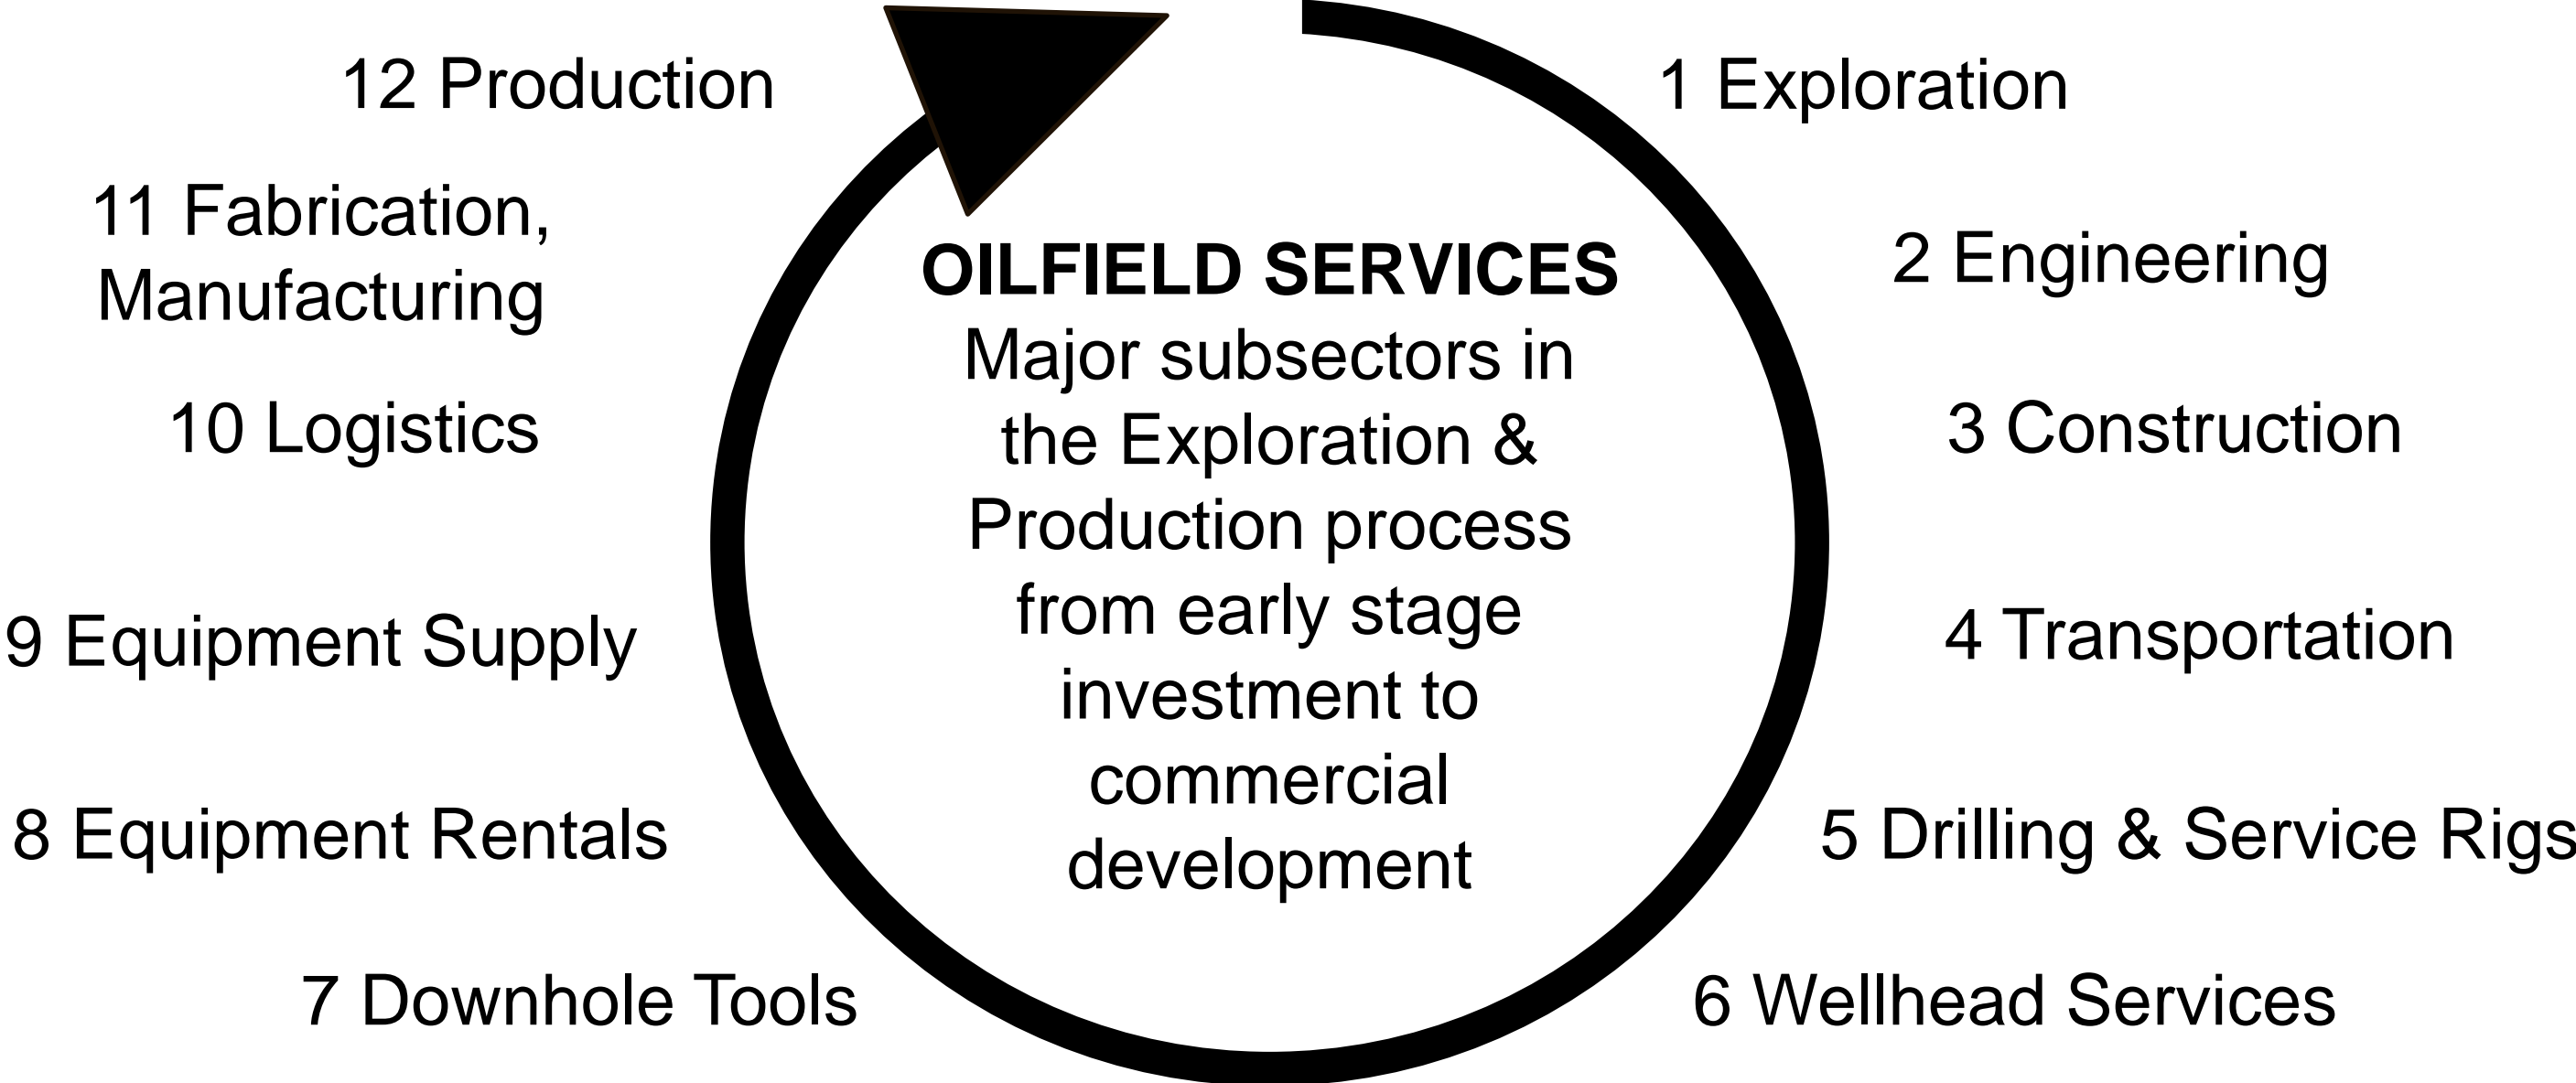 OILFIELD SERVICES
Major subsectors in
the Exploration &
Production process
from early stage
investment to
commercial
development
1 Exploration
2 Engineering
3 Construction
4 Transportation
5 Drilling & Service Rigs
6 Wellhead Services
7 Downhole Tools
8 Equipment Rentals
9 Equipment Supply
10 Logistics
11 Fabrication,
Manufacturing
12 Production